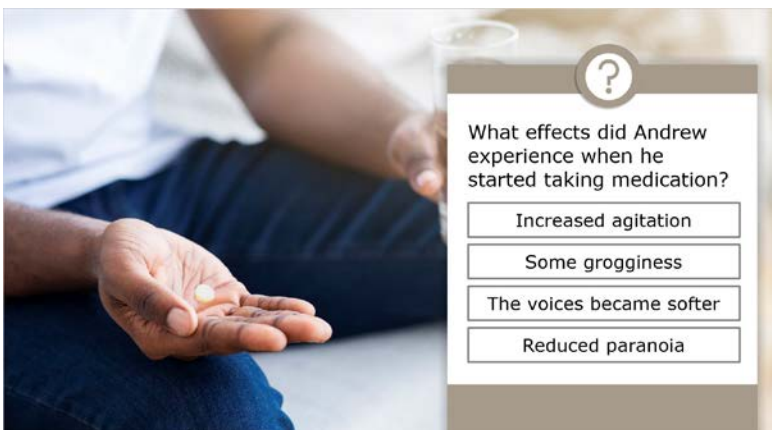 ?
What effects did Andrew
experience when he
started taking medication?
Increased agitation
Some grogginess
The voices became softer
Reduced paranoia